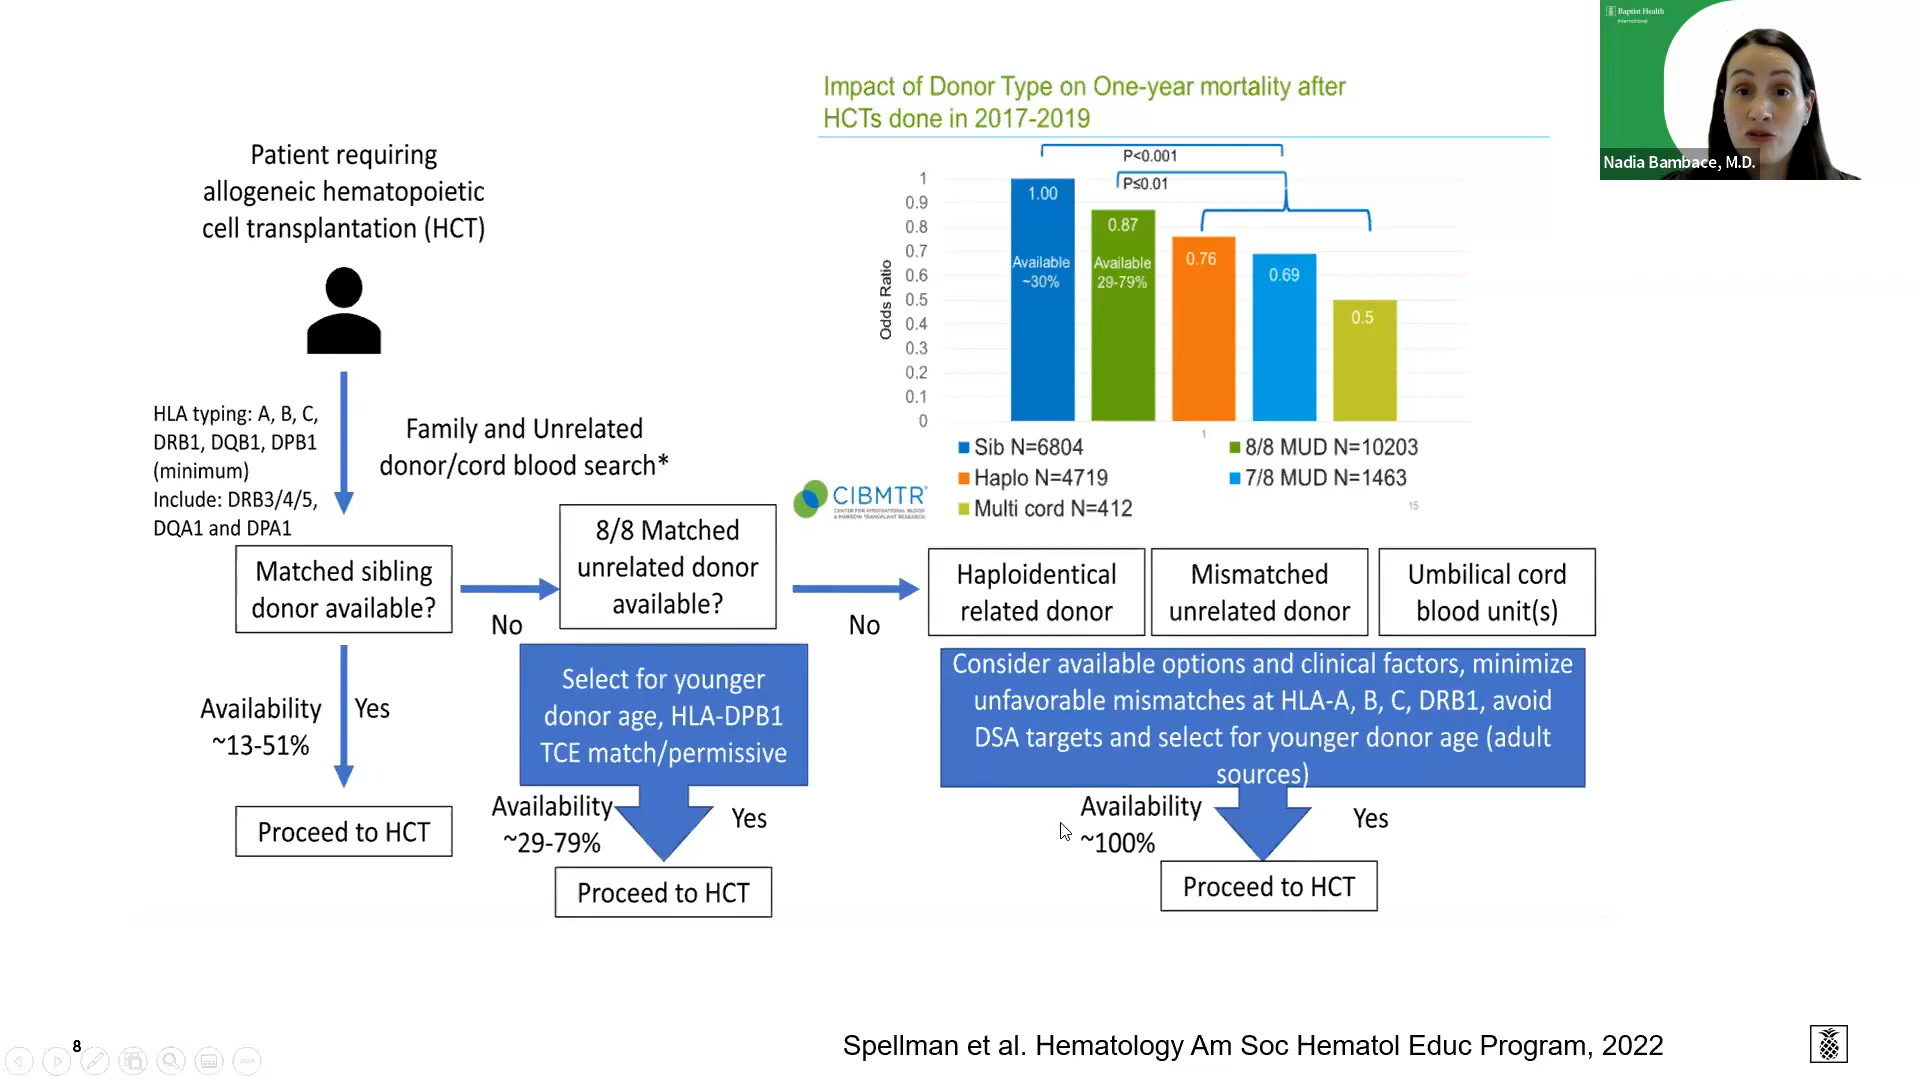 Baptist Health
International
Nadia Bambace, M.D.
Impact of Donor Type on One-year mortality after
HCTs done in 2017-2019
Patient requiring
allogeneic hematopoietic
cell transplantation (HCT)
P<0.001
P≤0.01
Odds Ratio
1
0.9
0.8
0.7
0.6
0.5
0.4
0.3
0.2
0.1
0
1.00
Available
~30%
0.87
Available
29-79%
0.76
0.69
0.5
1
Sib N=6804
8/8 MUD N=10203
Haplo N=4719
7/8 MUD N=1463
Multi cord N=412
15
CIBMTR®
CENTER FOR INTERNATIONAL BLOOD
& MARROW TRANSPLANT RESEARCH
HLA typing: A, B, C,
DRB1, DQB1, DPB1
(minimum)
Include: DRB3/4/5,
DQA1 and DPA1
Family and Unrelated
donor/cord blood search*
Matched sibling
donor available?
No
8/8 Matched
unrelated donor
available?
No
Haploidentical
related donor
Mismatched
unrelated donor
Umbilical cord
blood unit(s)
Availability
~13-51%
Yes
Proceed to HCT
Select for younger
donor age, HLA-DPB1
TCE match/permissive
Availability
~29-79%
Yes
Proceed to HCT
Consider available options and clinical factors, minimize
unfavorable mismatches at HLA-A, B, C, DRB1, avoid
DSA targets and select for younger donor age (adult
sources)
Availability
~100%
Yes
Proceed to HCT
8
Spellman et al. Hematology Am Soc Hematol Educ Program, 2022